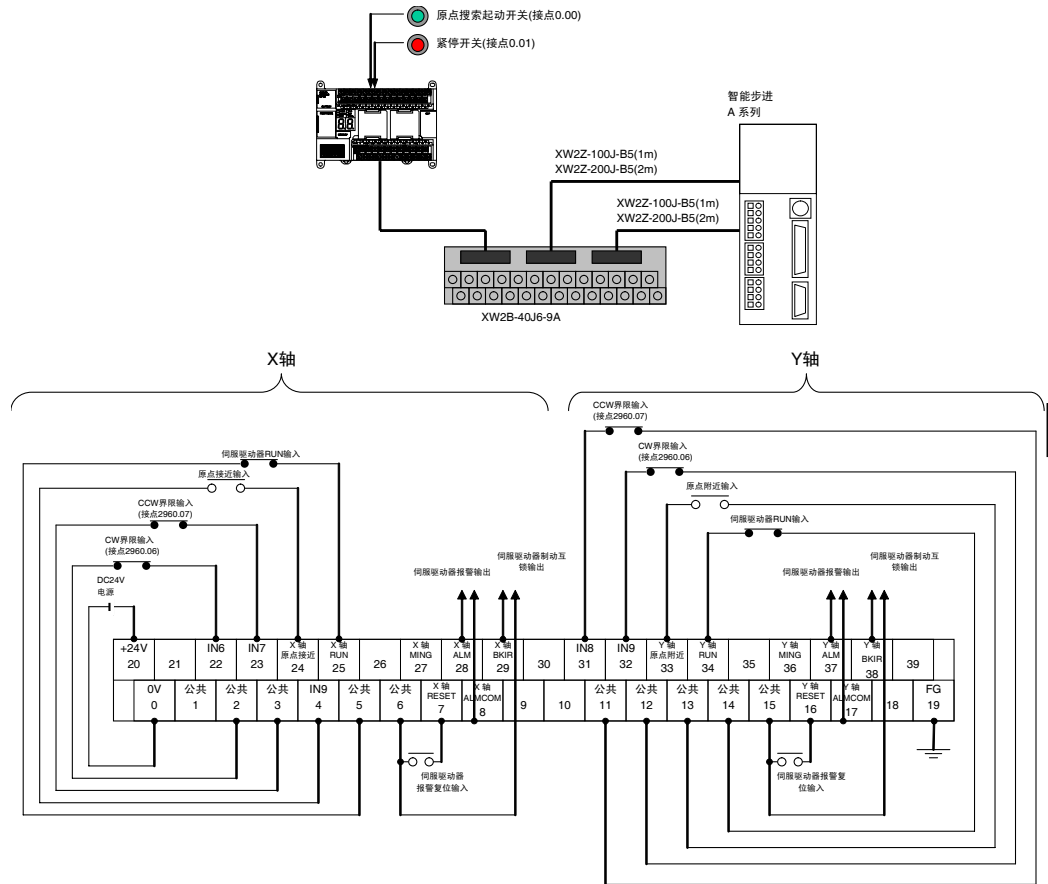 原点搜索起动开关(接点0.00)
紧停开关(接点0.01)
智能步进
A 系列
XW2Z-100J-B5(1m)
XW2Z-200J-B5(2m)
XW2Z-100J-B5(1m)
XW2Z-200J-B5(2m)
XW2B-40J6-9A
X轴
Y轴
伺服驱动器RUN输入
原点接近输入
CCW界限输入
(接点2960.07)
CW界限输入
(接点2960.06)
DC24V
电源
伺服驱动器报警输出
伺服驱动器制动互
锁输出
CCW界限输入
(接点2960.07)
CW界限输入
(接点2960.06)
原点附近输入
伺服驱动器RUN输入
伺服驱动器报警输出
伺服驱动器制动互
锁输出
+24V
20
21
IN6
22
IN7
23
X 轴
原点接近
24
X 轴
RUN
25
26
X 轴
MING
27
X 轴
ALM
28
X 轴
BKIR
29
30
IN8
31
IN9
32
Y 轴
原点附近
33
Y 轴
RUN
34
35
Y 轴
MING
36
Y 轴
ALM
37
Y 轴
BKIR
38
39
0V
0
公共
1
公共
2
公共
3
IN9
4
公共
5
公共
6
X 轴
RESET
7
X 轴
ALMCOM
8
9
10
公共
11
公共
12
公共
13
公共
14
公共
15
Y 轴
RESET
16
Y 轴
ALMCOM
17
18
FG
19
伺服驱动器
报警复位输入
伺服驱动器报警复
位输入